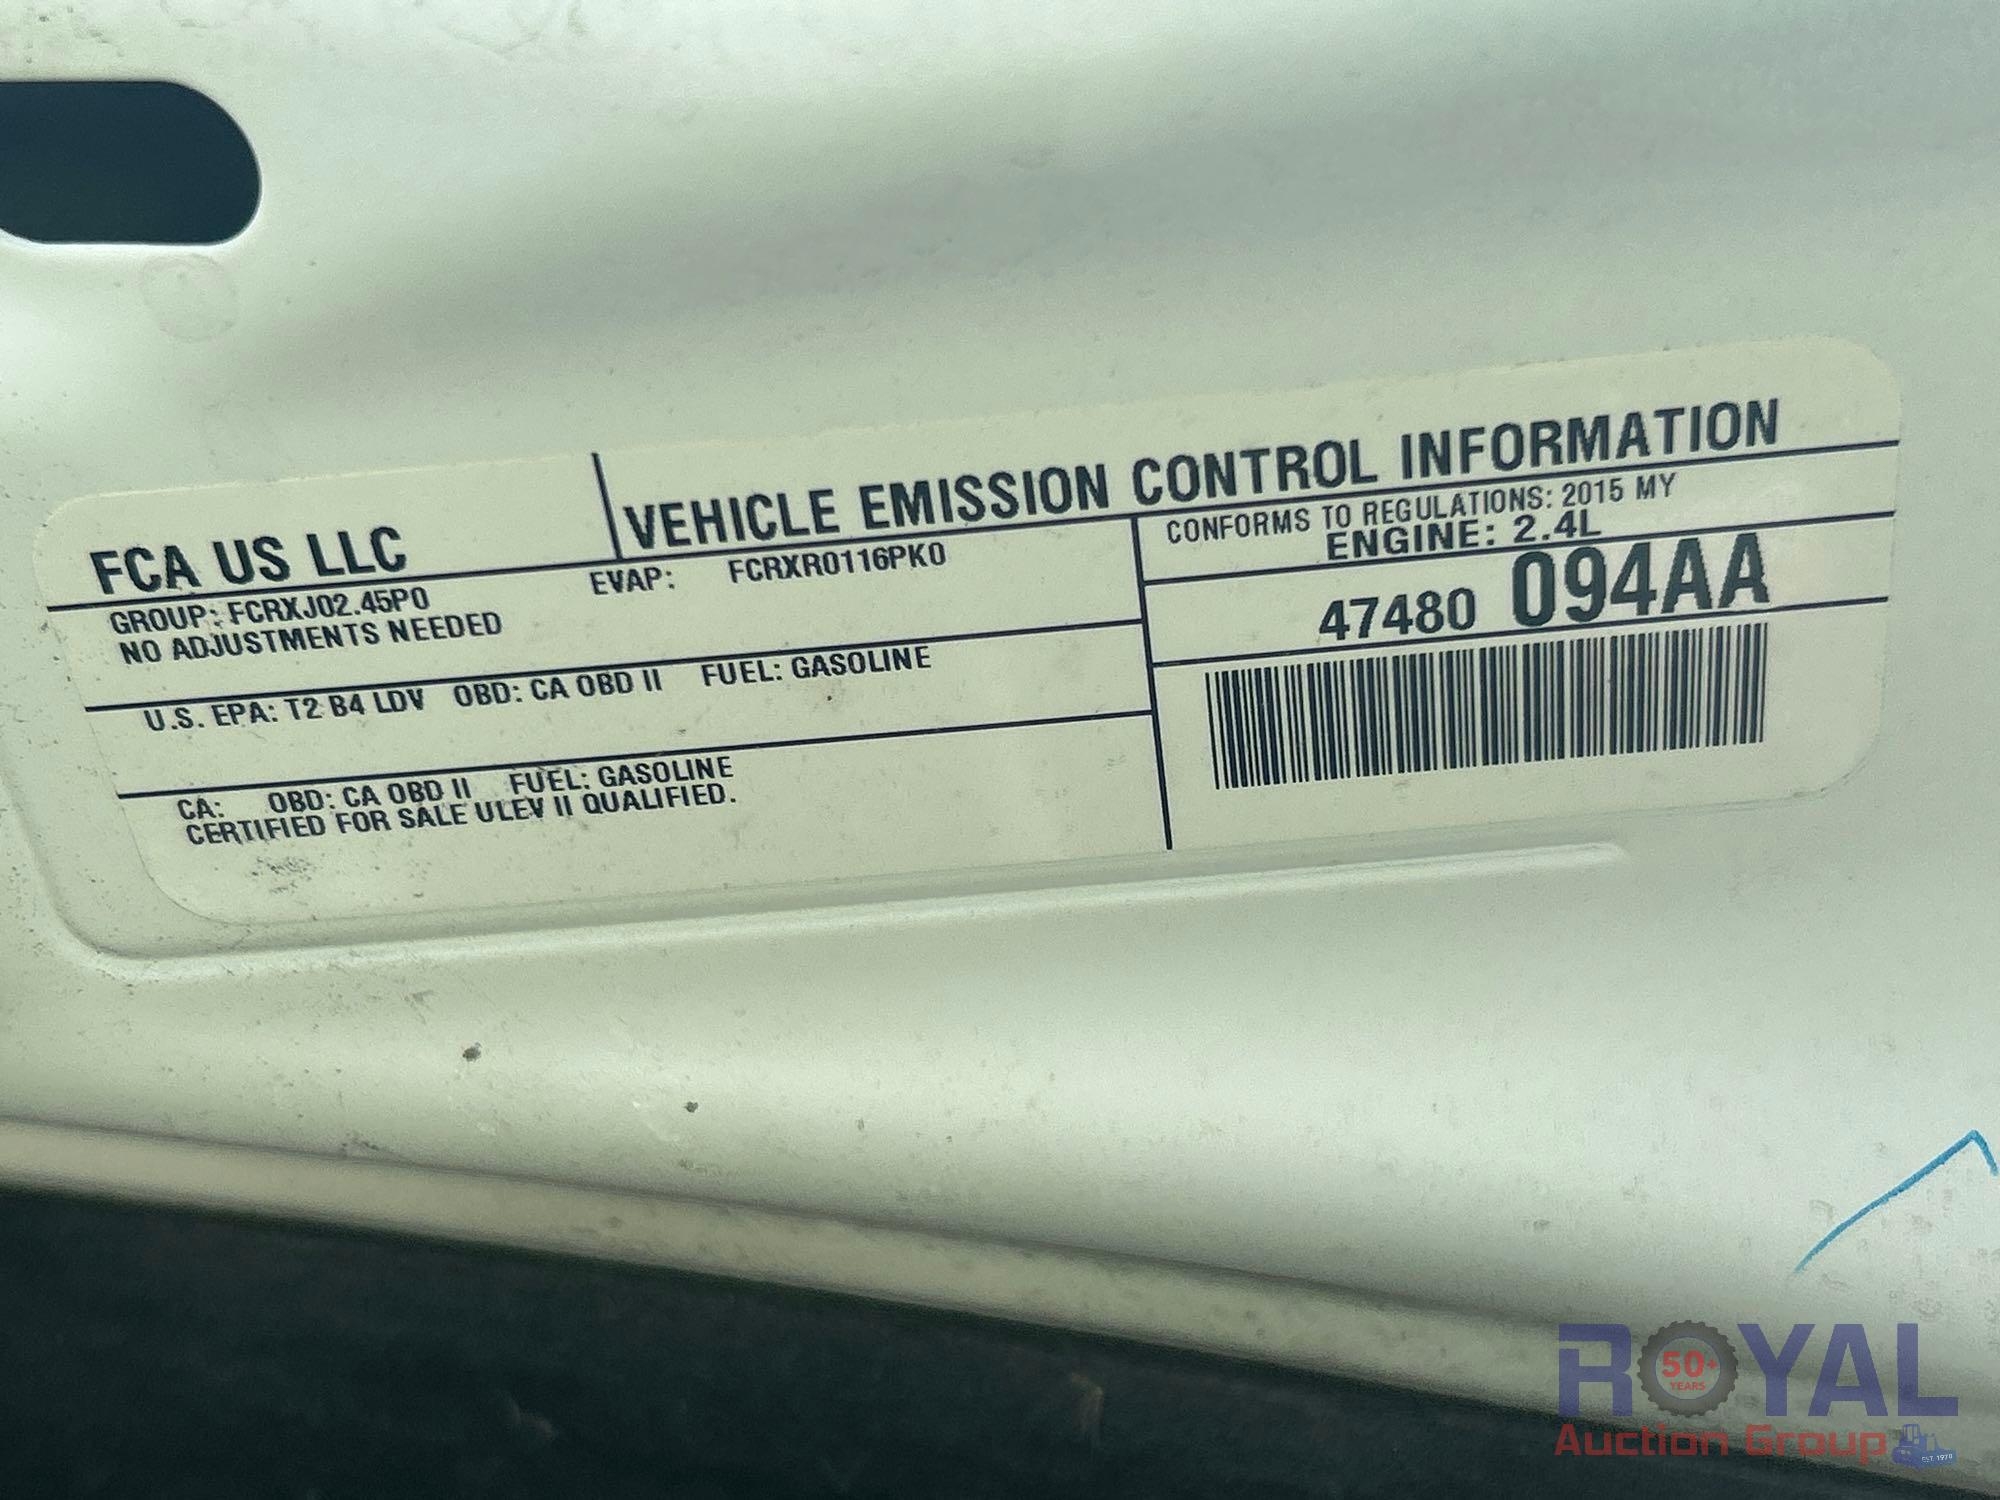 FCA US LLC
VEHICLE EMISSION CONTROL INFORMATION
GROUP: FCRXJ02.45P0
EVAP: FCRXR0116PK0
NO ADJUSTMENTS NEEDED
CONFORMS TO REGULATIONS: 2015 MY
ENGINE: 2.4L
47480 094AA
U.S. EPA: T2 B4 LDV OBD: CA OBD II FUEL: GASOLINE
CA: OBD: CA OBD II FUEL: GASOLINE
CERTIFIED FOR SALE ULEV II QUALIFIED.
ROYAL
50+
YEARS
Auction Group
EST. 1970